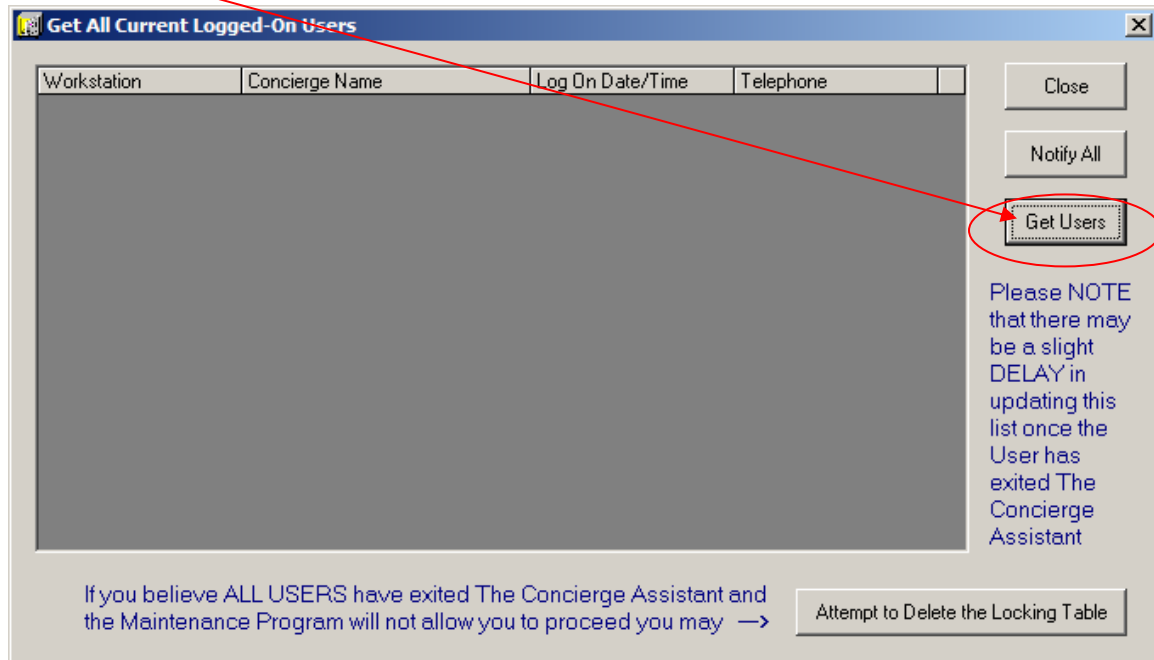 Get All Current Logged-On Users
Workstation Concierge Name Log On Date/Time Telephone
Close
Notify All
Get Users
Please NOTE
that there may
be a slight
DELAY in
updating this
list once the
User has
exited The
Concierge
Assistant
If you believe ALL USERS have exited The Concierge Assistant and
the Maintenance Program will not allow you to proceed you may —>
Attempt to Delete the Locking Table